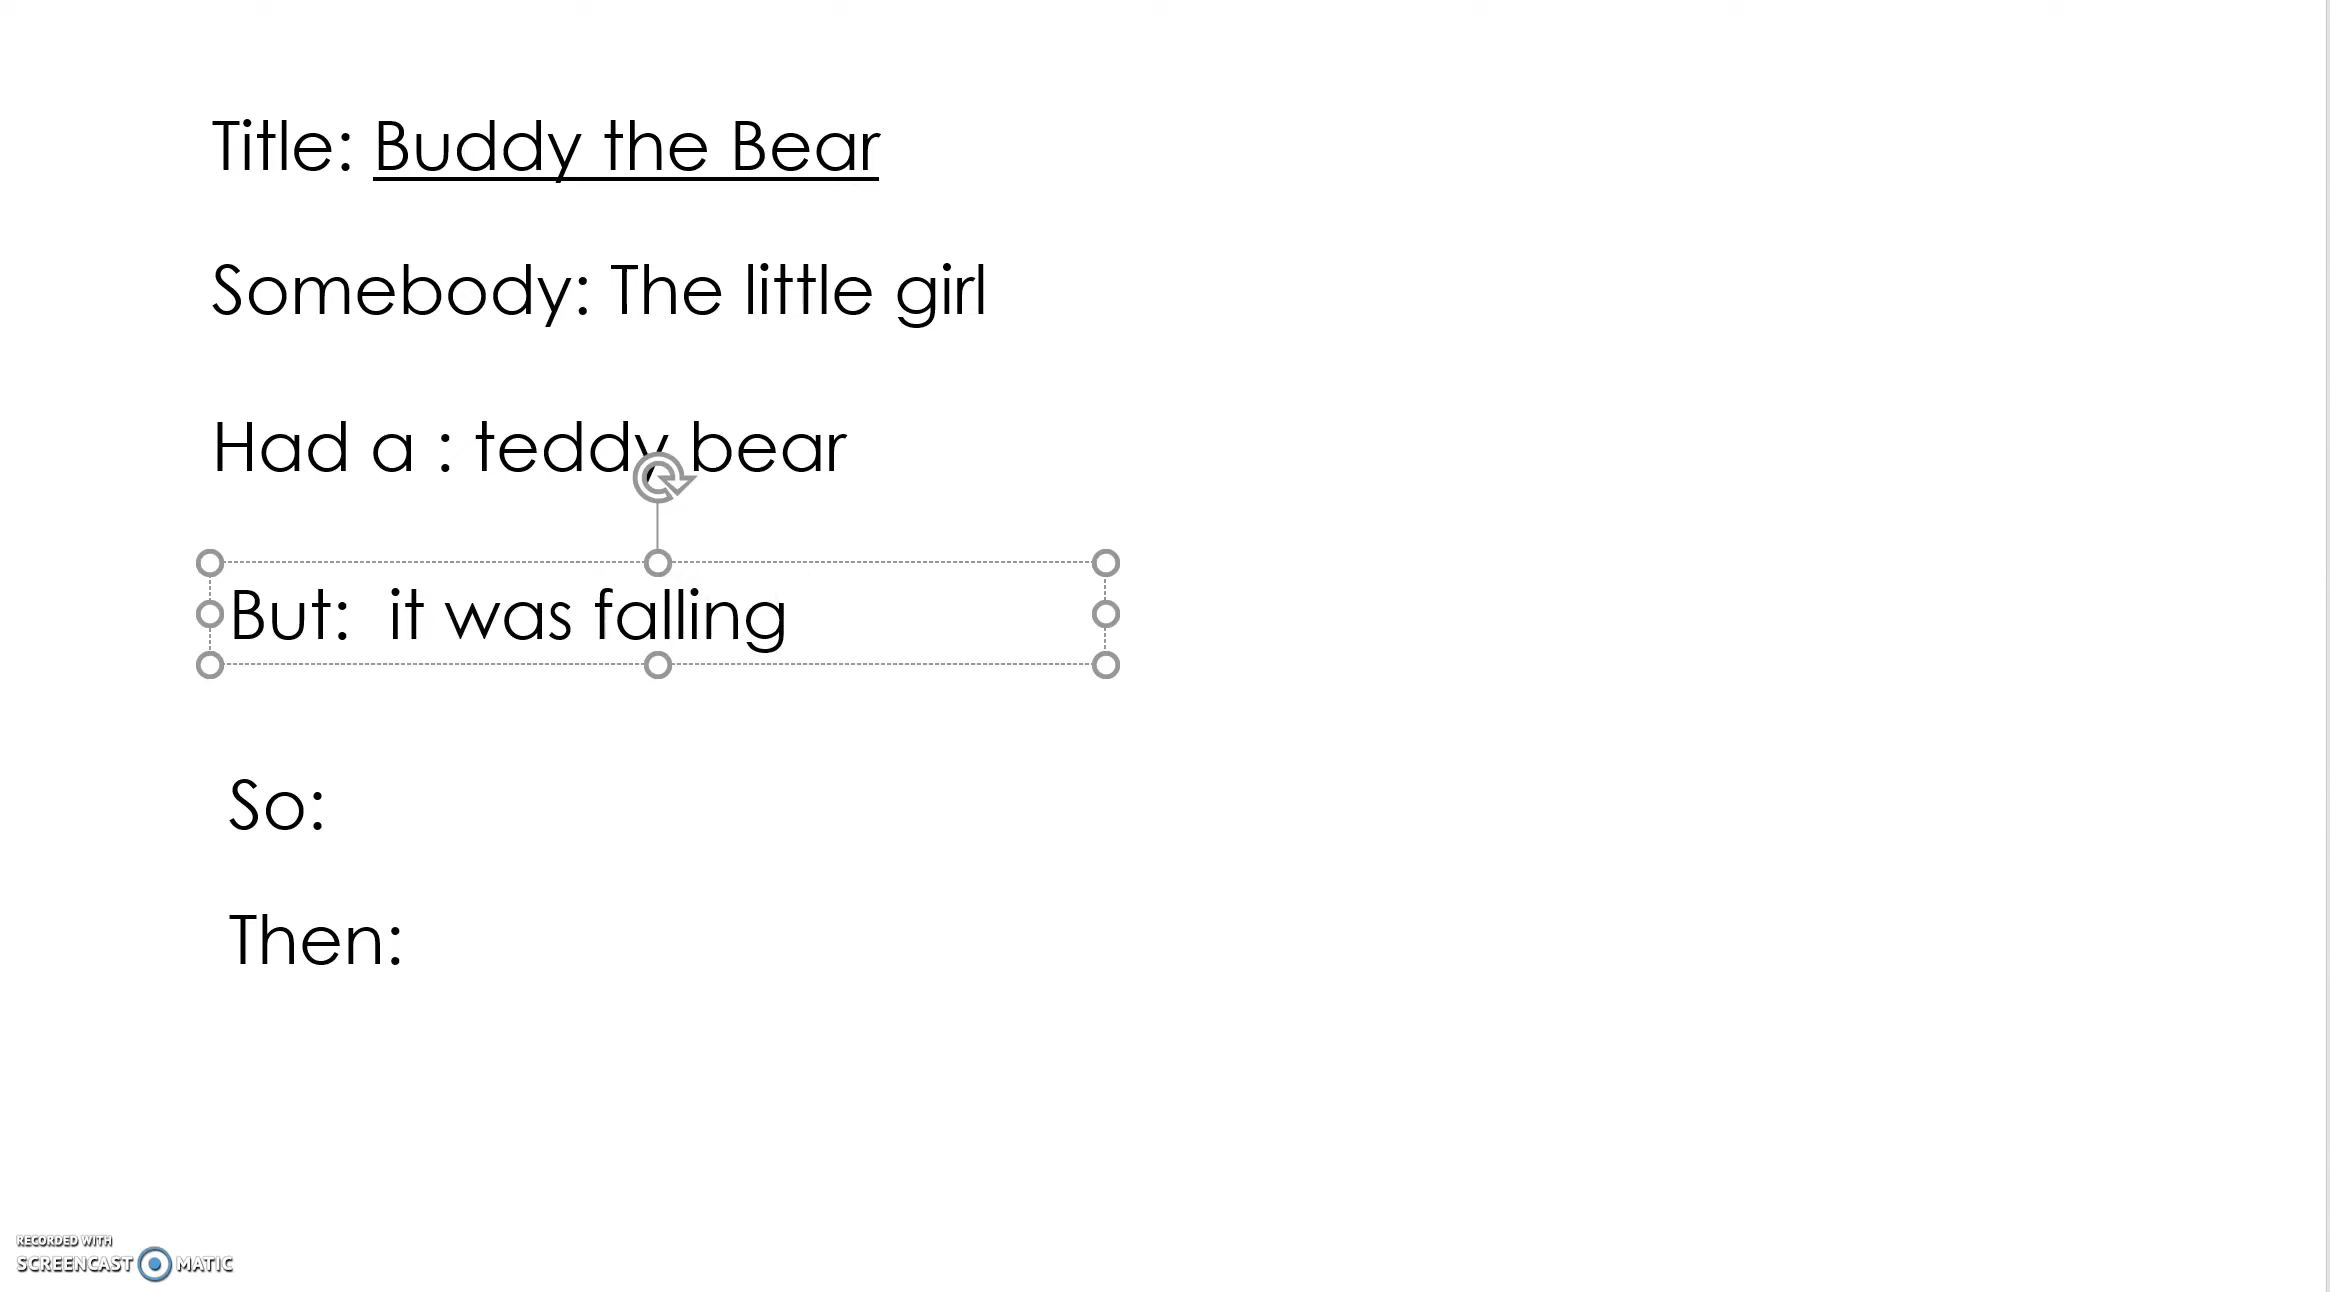 Title: Buddy the Bear
Somebody: The little girl
Had a : teddy bear
But:  it was falling
So:
Then:
RECORDED WITH
SCREENCAST MATIC